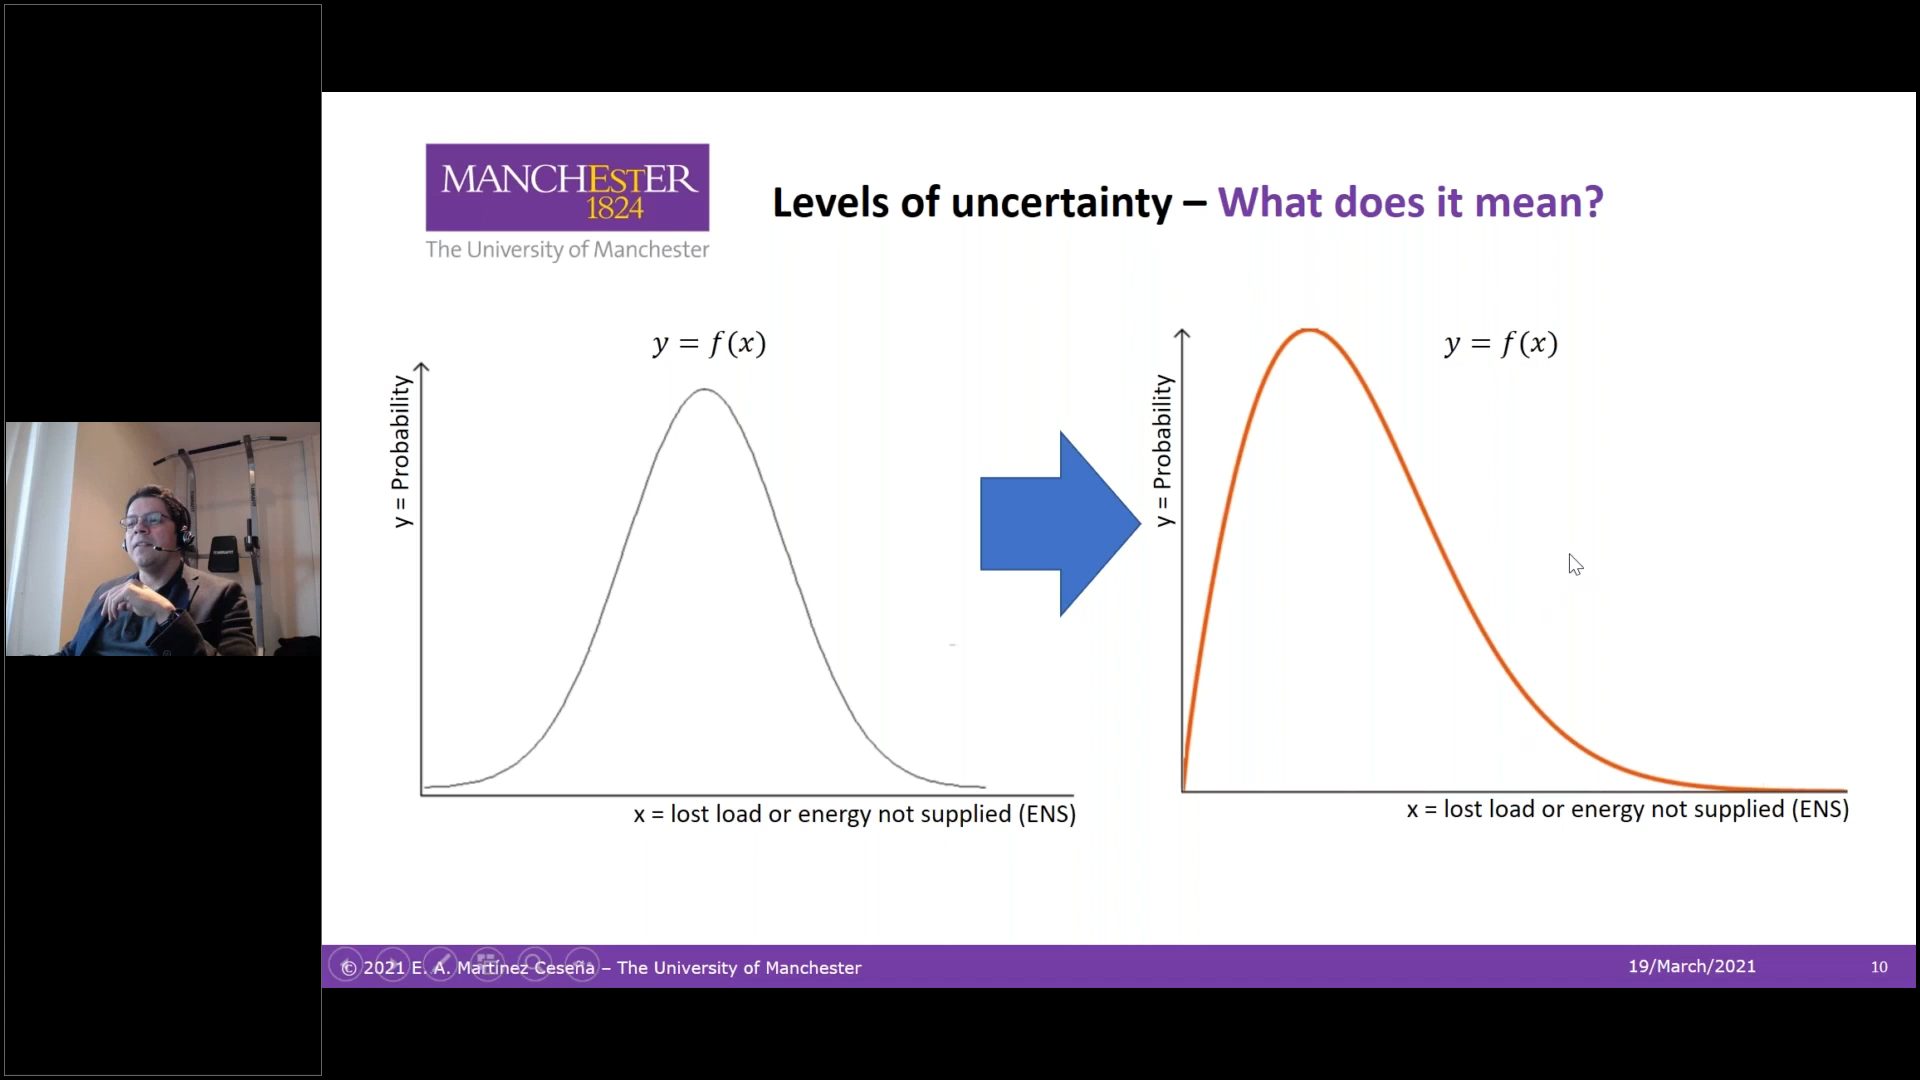 MANCHEstER
1824
The University of Manchester
Levels of uncertainty – What does it mean?
y = f(x)
y = Probability
x = lost load or energy not supplied (ENS)
y = f(x)
y = Probability
x = lost load or energy not supplied (ENS)
© 2021 E. A. Martínez Ceseña – The University of Manchester
19/March/2021
10